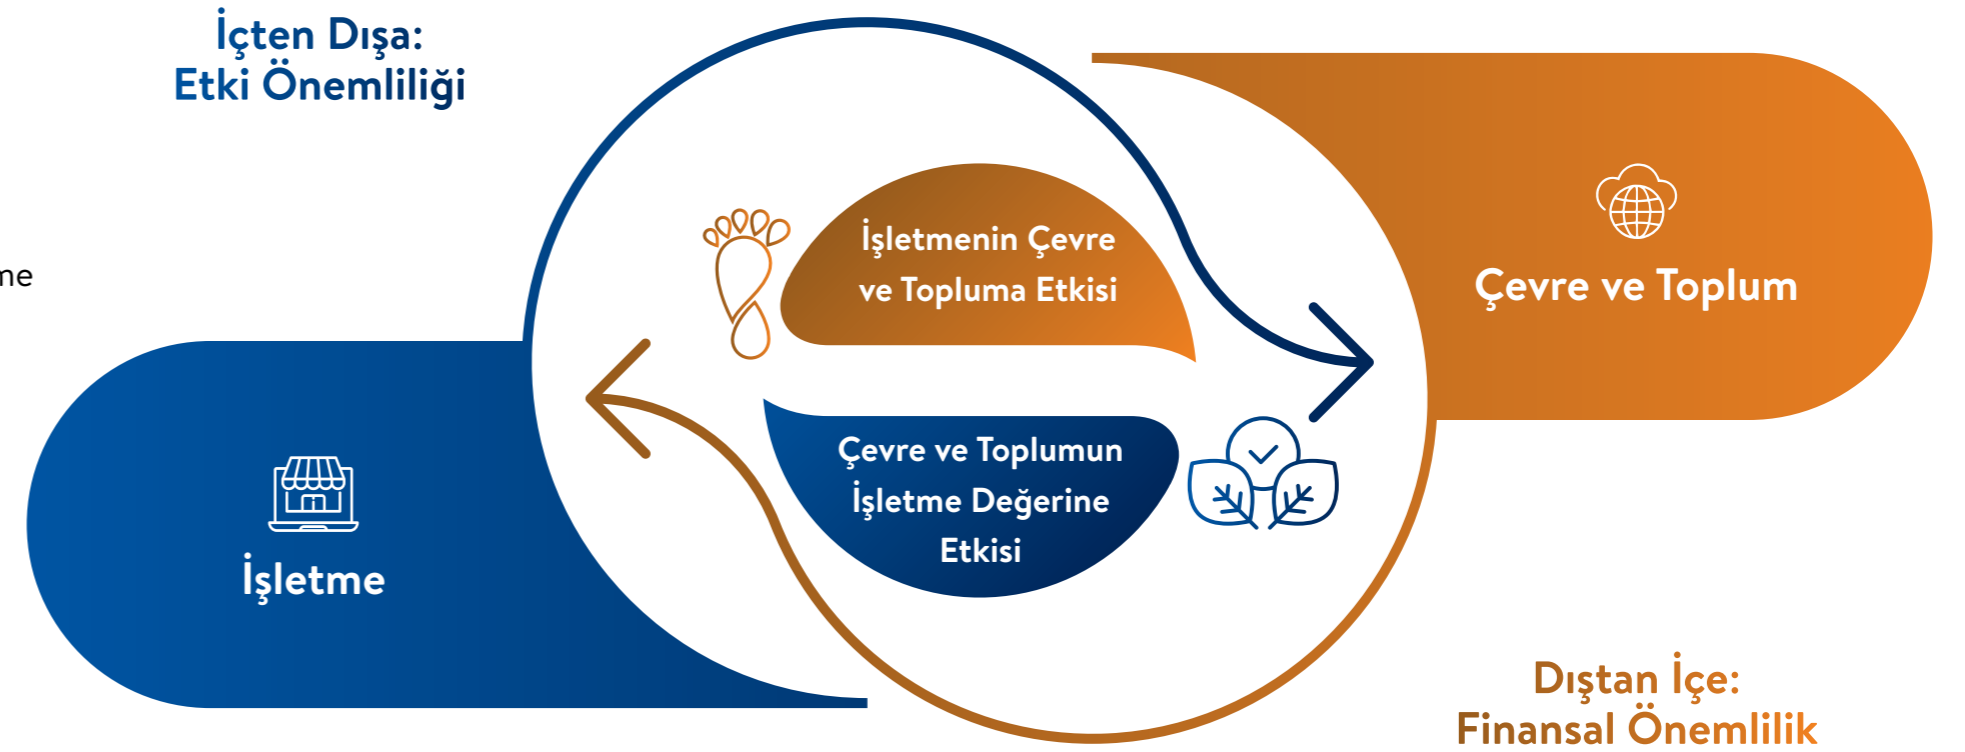 İçten Dışa:
Etki Önemliliği
İşletmenin Çevre
ve Topluma Etkisi
Çevre ve Toplum
me
Çevre ve Toplumun
İşletme Değerine
Etkisi
İşletme
Dıştan İçe:
Finansal Önemlilik